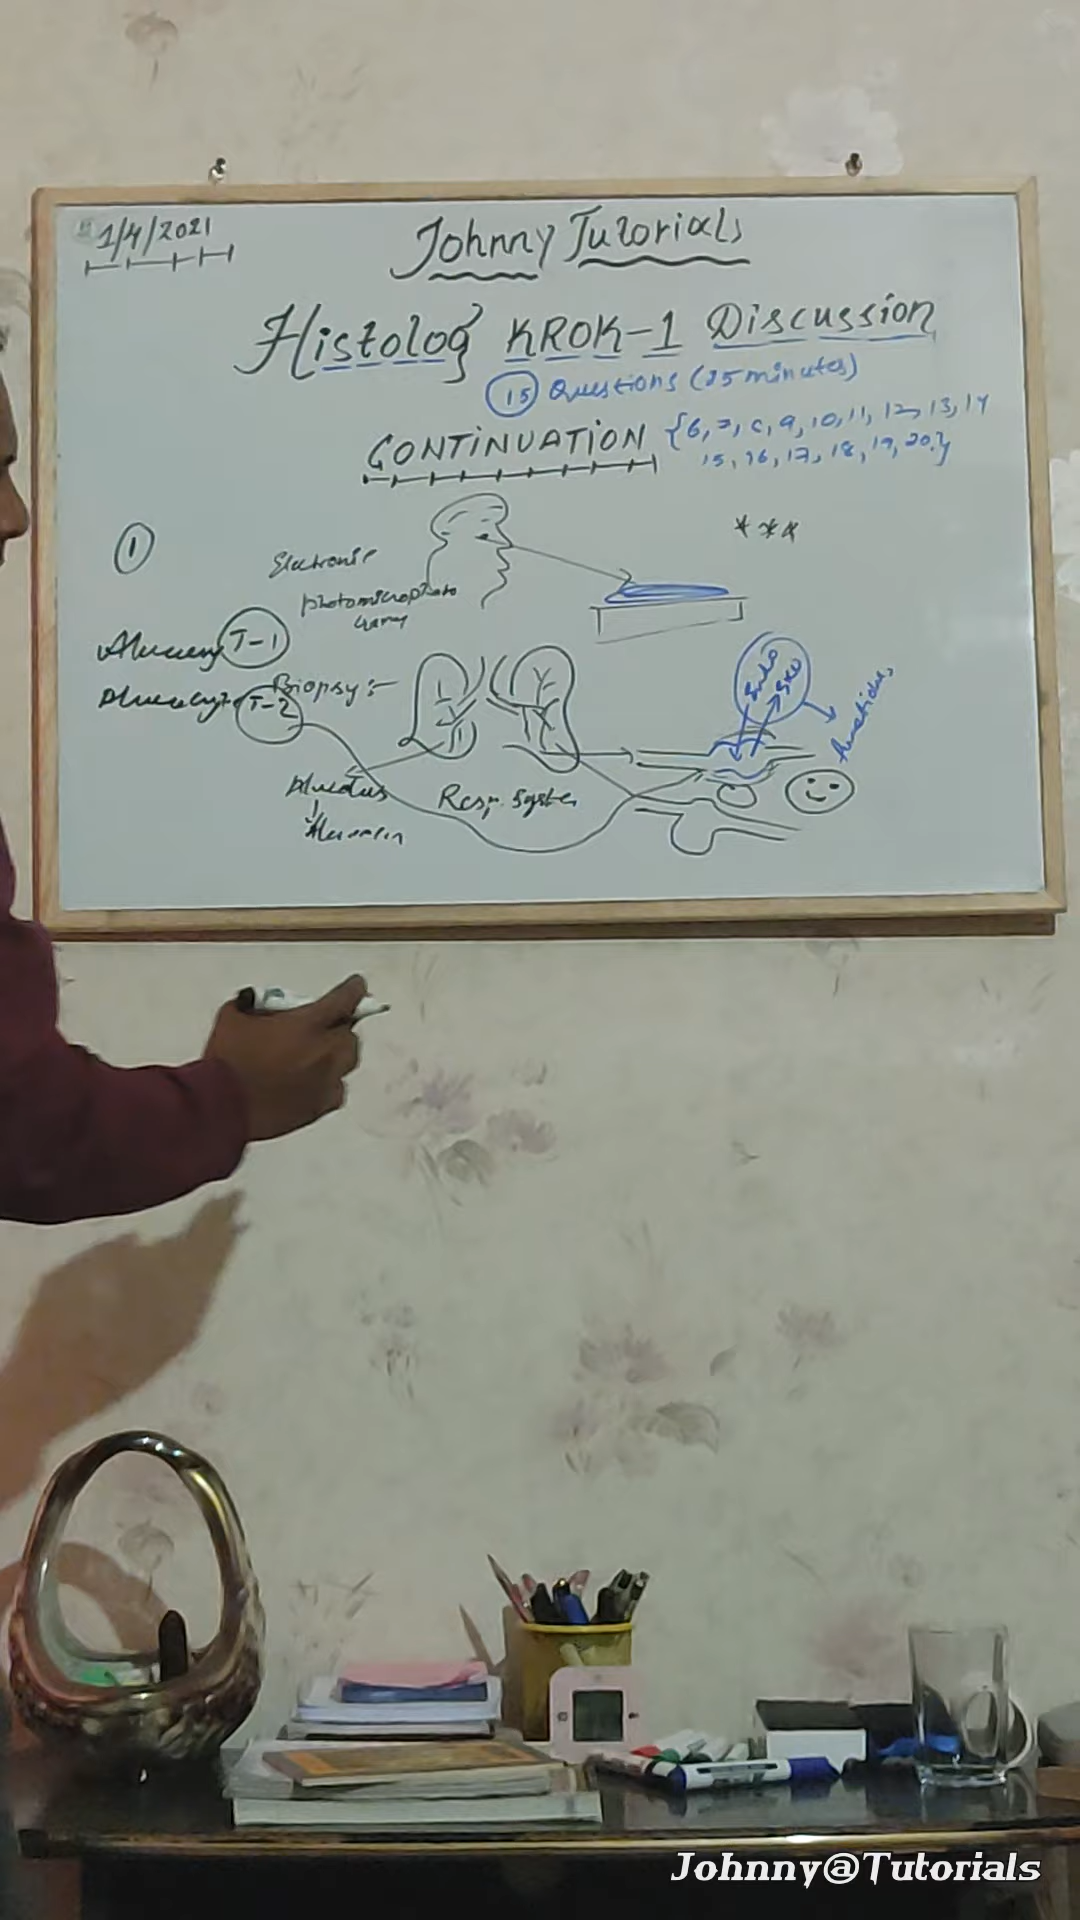 1/4/2021
Johnny Tutorials
Histolog KROK-1 Discussion
15 Questions (25 minutes)
CONTINUATION {6, 7, 8, 9, 10, 11, 12, 13, 14
15, 16, 17, 18, 19, 20.}
***
1
Electronic
T-1
Biopsy:-
T-2
Endo
Resp. System
Johnny@Tutorials